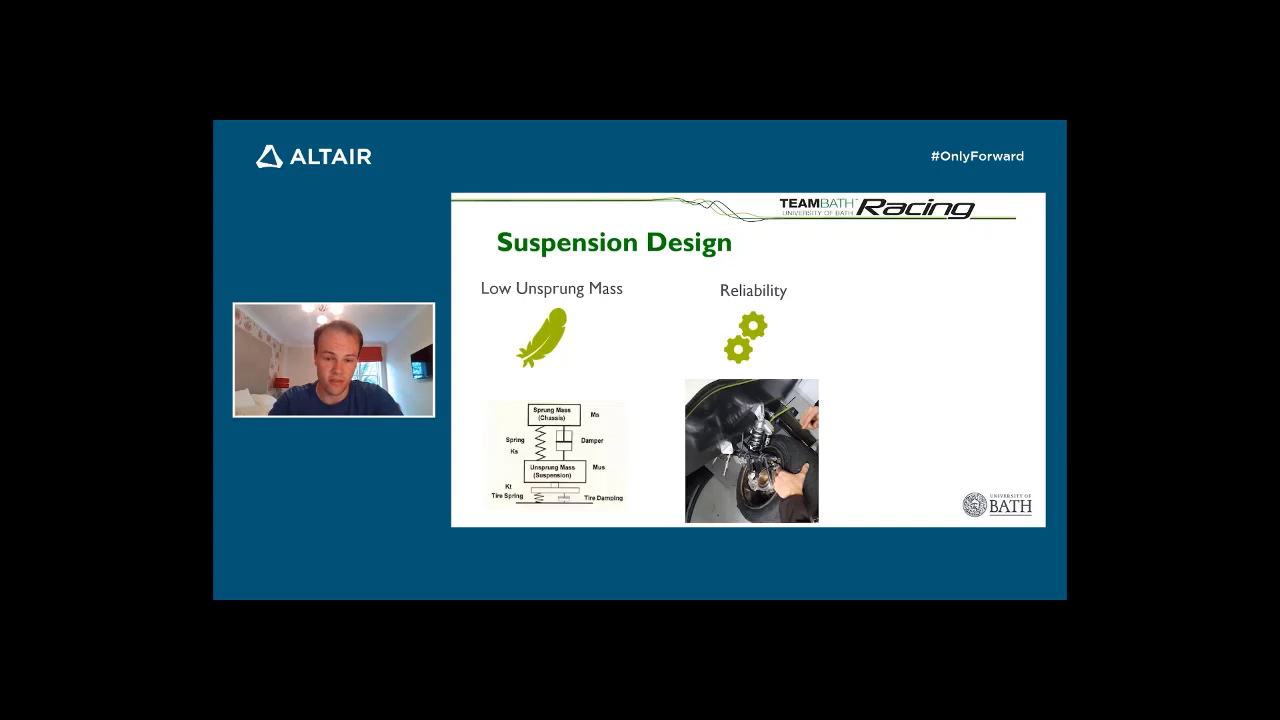 ALTAIR
#OnlyForward
TEAMBATH Racing
UNIVERSITY OF BATH
Suspension Design
Low Unsprung Mass
Reliability
Sprung Mass
(Chassis)
Ms
Spring
Damper
Ks
Unsprung Mass
(Suspension)
Mus
Kt
Tire Spring
Tire Damping
UNIVERSITY OF
BATH